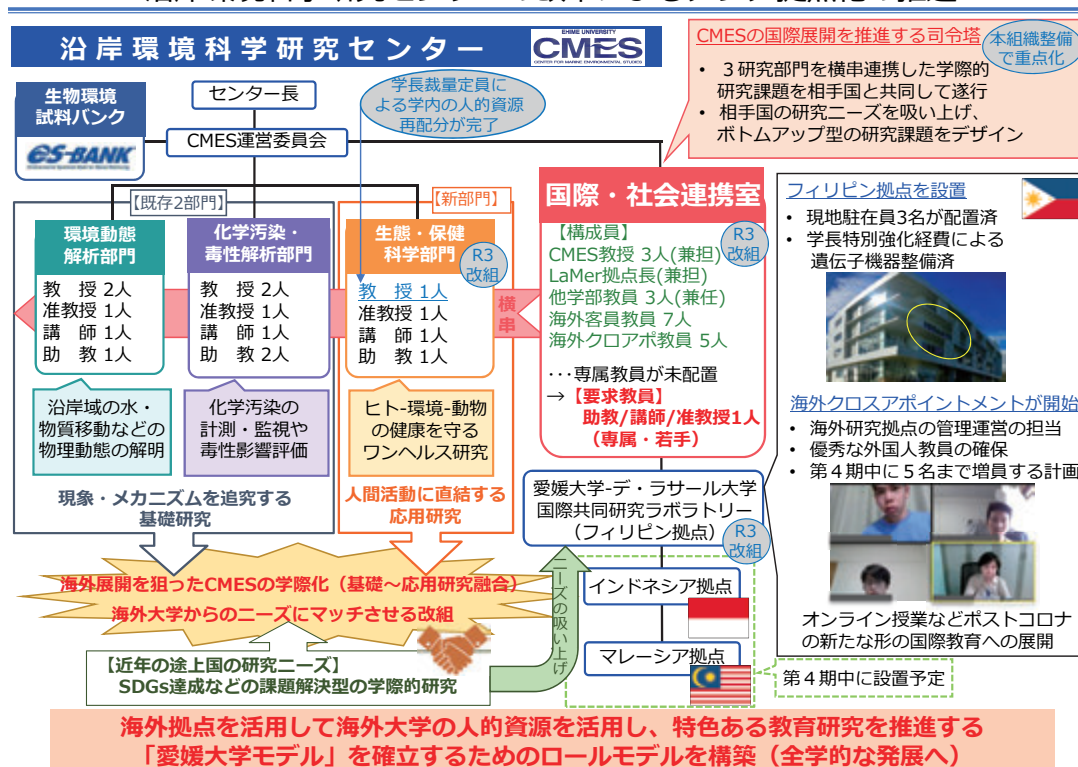 沿岸環境科学研究センター
EHIME UNIVERSITY
CMES
CENTER FOR MARINE ENVIRONMENTAL STUDIES
CMESの国際展開を推進する司令塔
本組織整備
で重点化
• 3研究部門を横串連携した学際的
研究課題を相手国と共同して遂行
• 相手国の研究ニーズを吸い上げ、
ボトムアップ型の研究課題をデザイン
生物環境
試料バンク
es-BANK
センター長
CMES運営委員会
学長裁量定員に
よる学内の人的資源
再配分が完了
【既存2部門】
環境動態
解析部門
教 授 2人
准教授 1人
講 師 1人
助 教 1人
沿岸域の水・
物質移動などの
物理動態の解明
化学汚染・
毒性解析部門
教 授 2人
准教授 1人
講 師 1人
助 教 2人
化学汚染の
計測・監視や
毒性影響評価
現象・メカニズムを追究する
基礎研究
【新部門】
生態・保健
科学部門
R3
改組
教 授 1人
准教授 1人
講 師 1人
助 教 1人
ヒト-環境-動物
の健康を守る
ワンヘルス研究
人間活動に直結する
応用研究
横串
国際・社会連携室
【構成員】
R3
改組
CMES教授 3人(兼担)
LaMer拠点長(兼担)
他学部教員 3人(兼任)
海外客員教員 7人
海外クロアポ教員 5人
･･･専属教員が未配置
→【要求教員】
助教/講師/准教授1人
（専属・若手）
愛媛大学-デ・ラサール大学
国際共同研究ラボラトリー
（フィリピン拠点）
R3
改組
インドネシア拠点
マレーシア拠点
第４期中に設置予定
フィリピン拠点を設置
• 現地駐在員3名が配置済
• 学長特別強化経費による
遺伝子機器整備済
海外クロスアポイントメントが開始
• 海外研究拠点の管理運営の担当
• 優秀な外国人教員の確保
• 第４期中に５名まで増員する計画
オンライン授業などポストコロナ
の新たな形の国際教育への展開
海外展開を狙ったCMESの学際化（基礎～応用研究融合）
海外大学からのニーズにマッチさせる改組
【近年の途上国の研究ニーズ】
SDGs達成などの課題解決型の学際的研究
ニーズの吸い上げ
海外拠点を活用して海外大学の人的資源を活用し、特色ある教育研究を推進する
「愛媛大学モデル」を確立するためのロールモデルを構築（全学的な発展へ）